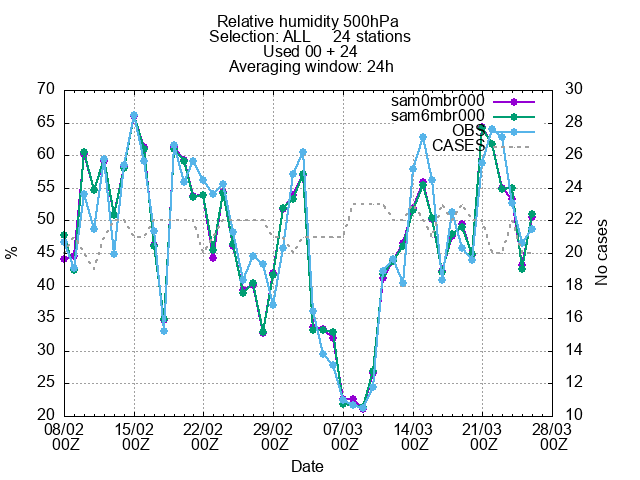 Relative humidity 500hPa
Selection: ALL 24 stations
Used 00 + 24
Averaging window: 24h
70
65
60
55
50
45
40
35
30
25
20
%
30
28
26
24
22
20
18
16
14
12
10
No cases
sam0mbr000
sam6mbr000
OBS
CASES
08/02 15/02 22/02 29/02 07/03 14/03 21/03 28/03
00Z 00Z 00Z 00Z 00Z 00Z 00Z 00Z
Date